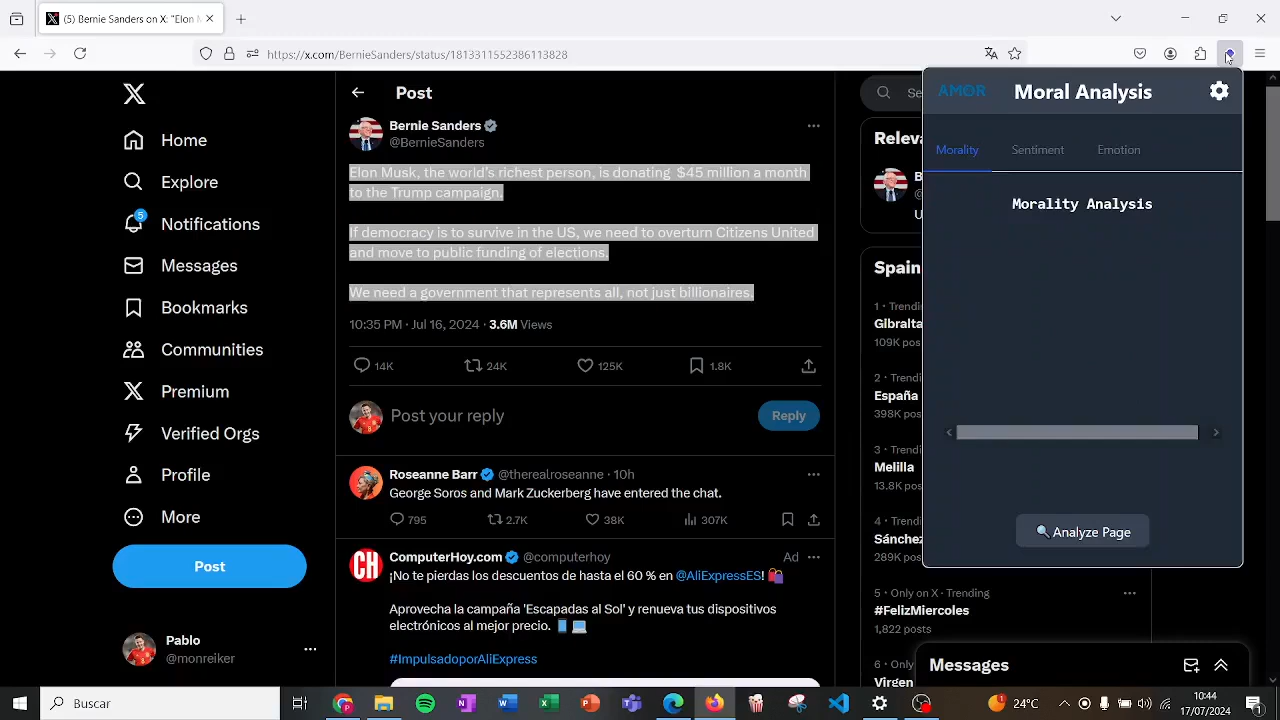 (5) Bernie Sanders on X: "Elon M
https://x.com/BernieSanders/status/1813311552386113828
Home
Explore
5
Notifications
Messages
Bookmarks
Communities
Premium
Verified Orgs
Profile
More
Post
Pablo
@monreiker
Post
Bernie Sanders
@BernieSanders
Elon Musk, the world's richest person, is donating $45 million a month
to the Trump campaign.
If democracy is to survive in the US, we need to overturn Citizens United
and move to public funding of elections.
We need a government that represents all, not just billionaires.
10:35 PM · Jul 16, 2024 · 3.6M Views
14K 24K 125K 1.8K
Post your reply
Reply
Roseanne Barr @therealroseanne · 10h
George Soros and Mark Zuckerberg have entered the chat.
795 2.7K 38K 307K
ComputerHoy.com @computerhoy Ad
¡No te pierdas los descuentos de hasta el 60 % en @AliExpressES! 🛍️
Aprovecha la campaña 'Escapadas al Sol' y renueva tus dispositivos
electrónicos al mejor precio. 📱 💻
#ImpulsadoporAliExpress
Se
Releva
B
@
U
Spain
1 · Trendi
Gibralta
109K pos
2 · Trendi
España
398K pos
3 · Trendi
Melilla
13.8K pos
4 · Trendi
Sánchez
289K pos
5 · Only on X · Trending
#FelizMiercoles
1,822 posts
6 · Only
Virgen
Messages
AMOR
Moral Analysis
Morality Sentiment Emotion
Morality Analysis
🔍 Analyze Page
Buscar
24°C
10:44
17/07/2024